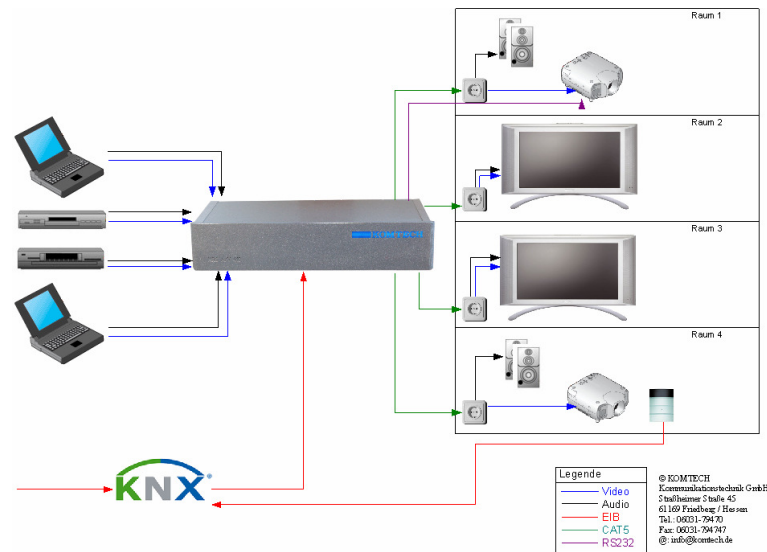 Raum 1
Raum 2
Raum 3
KOMTECH
Raum 4
KNX
Legende
Video
Audio
EIB
CAT5
RS232
© KOMTECH
Kommunikationstechnik GmbH
Straßheimer Straße 45
61169 Friedberg / Hessen
Tel.: 06031-79470
Fax: 06031-794747
@: info@komtech.de